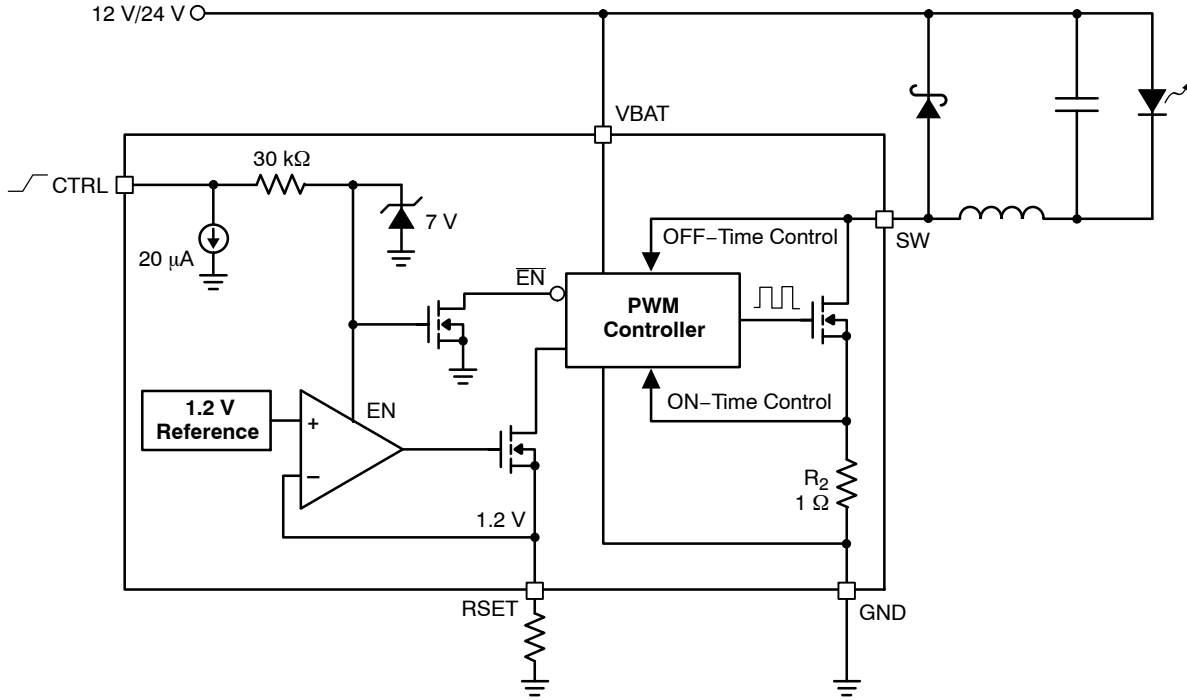 12 V/24 V
VBAT
30 kΩ
CTRL
7 V
20 μA
OFF–Time Control
SW
EN
PWM
Controller
1.2 V
Reference
+
EN
–
ON–Time Control
R2
1 Ω
1.2 V
RSET
GND